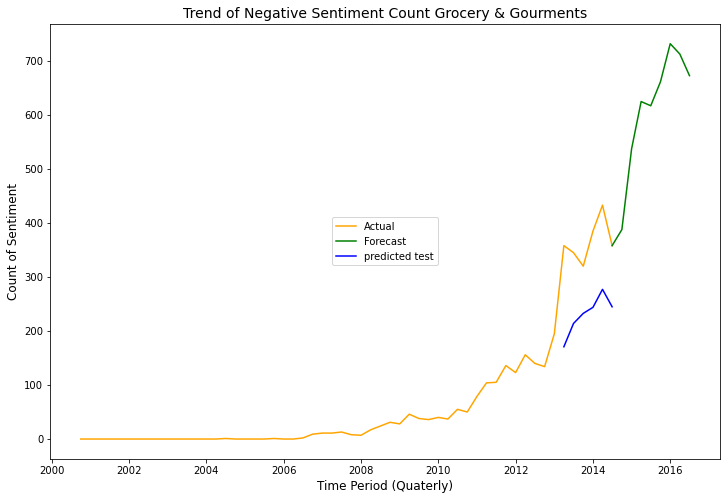 Trend of Negative Sentiment Count Grocery & Gourments
Count of Sentiment
700
600
500
400
300
200
100
0
Actual
Forecast
predicted test
2000 2002 2004 2006 2008 2010 2012 2014 2016
Time Period (Quaterly)